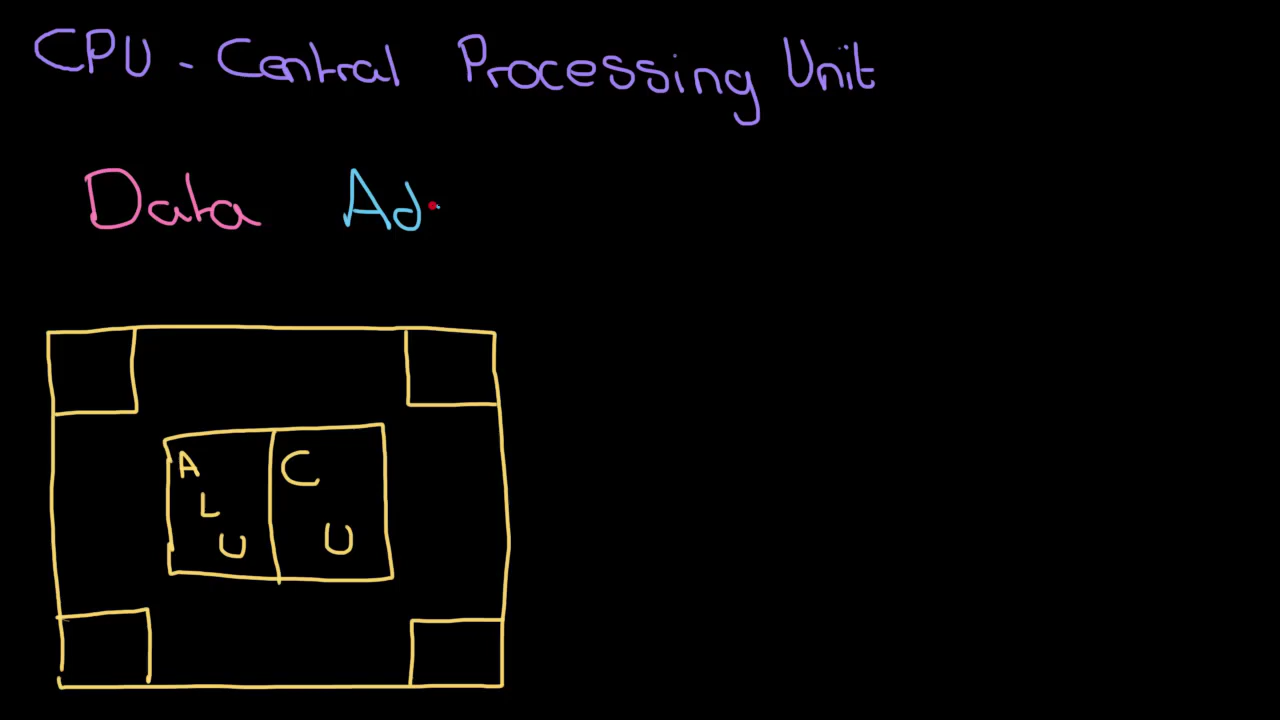 CPU - Central Processing Unit
Data Ad
A C
L
U U